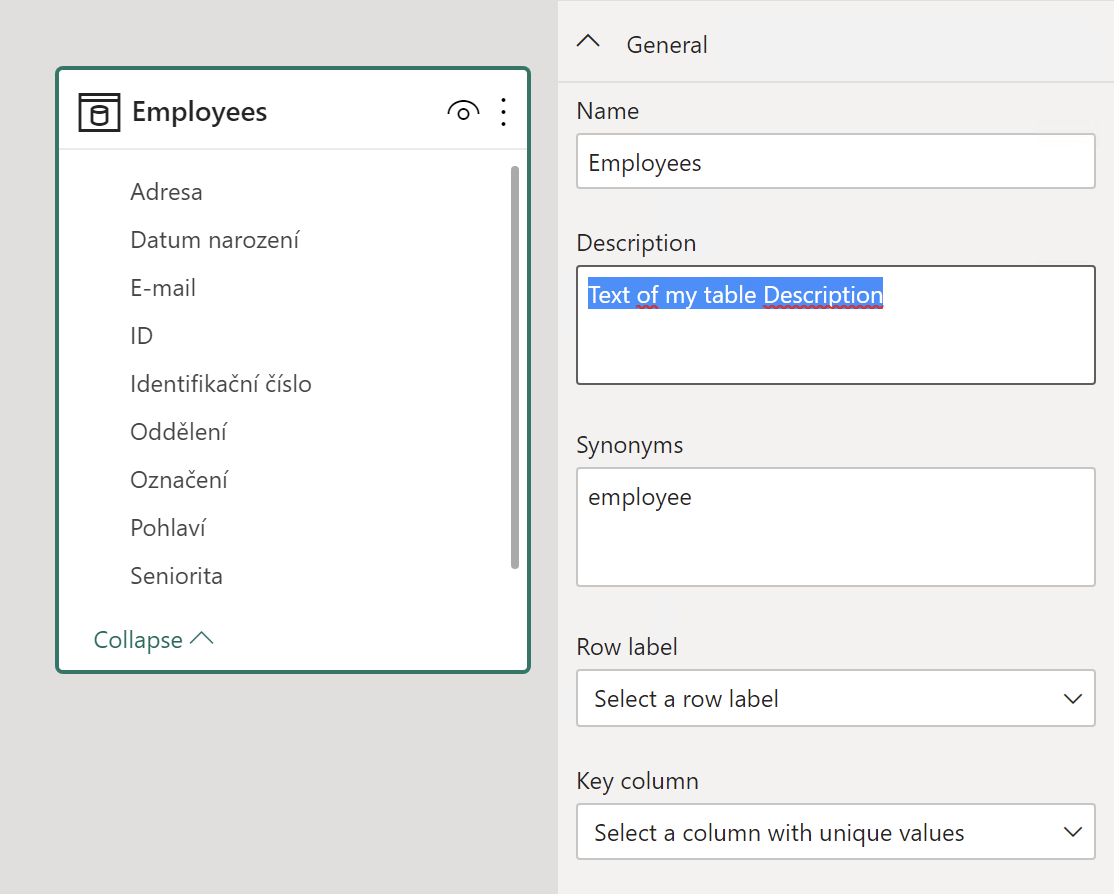 Employees
Adresa
Datum narození
E-mail
ID
Identifikační číslo
Oddělení
Označení
Pohlaví
Seniorita
Collapse
General
Name
Employees
Description
Text of my table Description
Synonyms
employee
Row label
Select a row label
Key column
Select a column with unique values